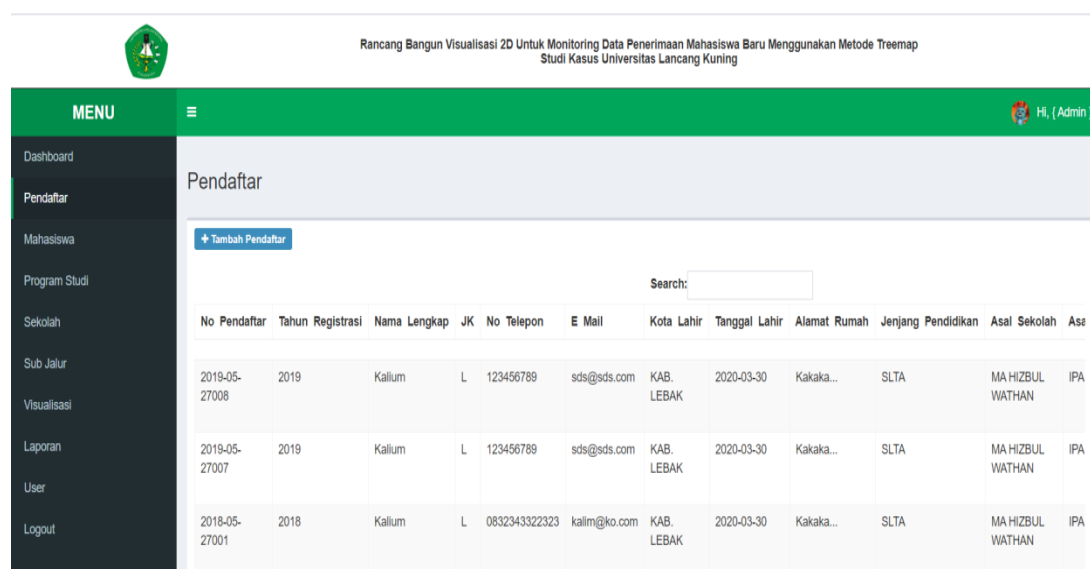 Rancang Bangun Visualisasi 2D Untuk Monitoring Data Penerimaan Mahasiswa Baru Menggunakan Metode Treemap
Studi Kasus Universitas Lancang Kuning
MENU
Hi, { Admin }
Dashboard
Pendaftar
Mahasiswa
Program Studi
Sekolah
Sub Jalur
Visualisasi
Laporan
User
Logout
Pendaftar
+ Tambah Pendaftar
Search:
No Pendaftar Tahun Registrasi Nama Lengkap JK No Telepon E Mail Kota Lahir Tanggal Lahir Alamat Rumah Jenjang Pendidikan Asal Sekolah Asa
2019-05- 2019 Kalium L 123456789 sds@sds.com KAB. 2020-03-30 Kakaka... SLTA MA HIZBUL IPA
27008 LEBAK WATHAN
2019-05- 2019 Kalium L 123456789 sds@sds.com KAB. 2020-03-30 Kakaka... SLTA MA HIZBUL IPA
27007 LEBAK WATHAN
2018-05- 2018 Kalium L 0832343322323 kalim@ko.com KAB. 2020-03-30 Kakaka... SLTA MA HIZBUL IPA
27001 LEBAK WATHAN